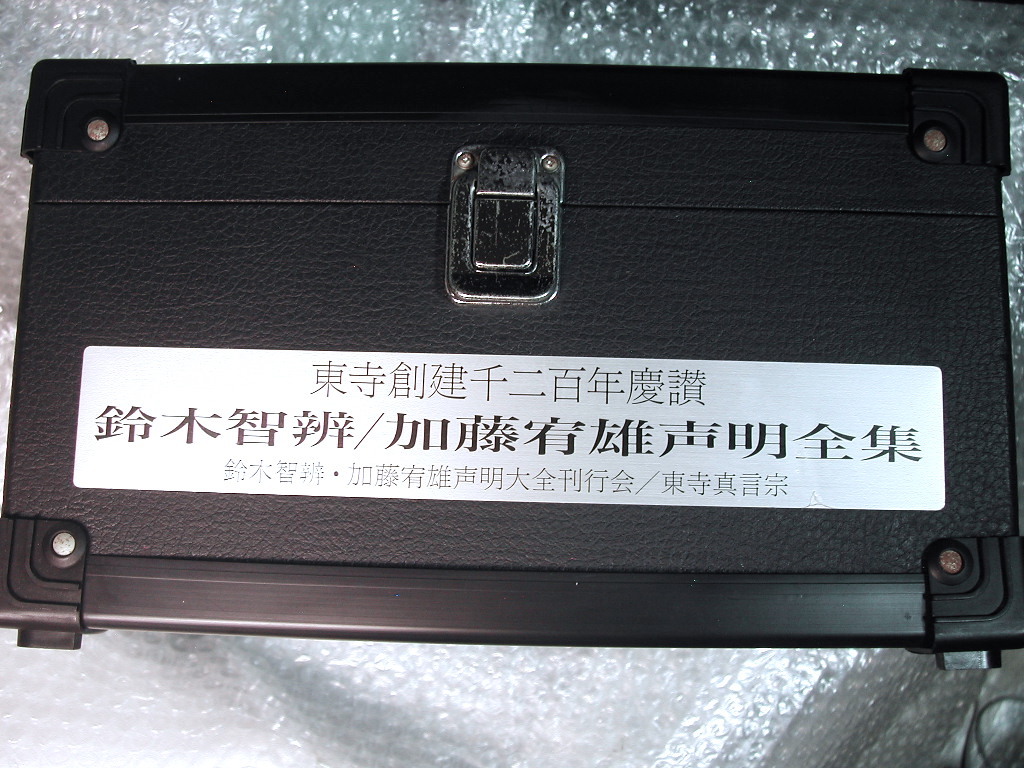 東寺創建千二百年慶讃
鈴木智辨/加藤宥雄声明全集
鈴木智辨・加藤宥雄声明大全刊行会／東寺真言宗